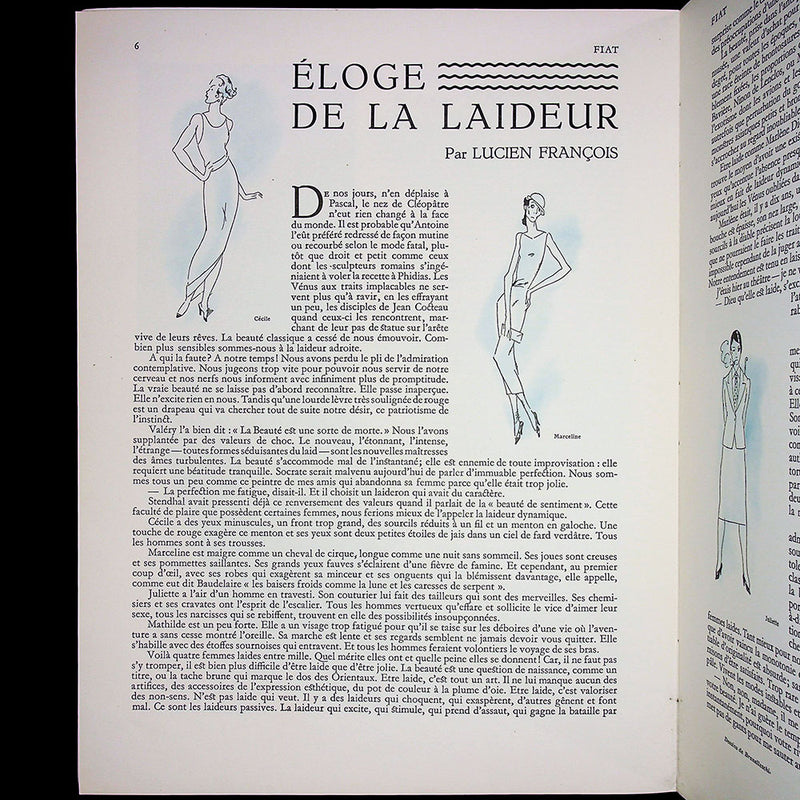 6
FIAT
ÉLOGE
DE LA LAIDEUR
Par LUCIEN FRANÇOIS
DE nos jours, n'en déplaise à
Pascal, le nez de Cléopâtre
n'eut rien changé à la face
du monde. Il est probable qu'Antoine
l'eût préféré redressé de façon mutine
ou recourbé selon le mode fatal, plu-
tôt que droit et petit comme ceux
dont les sculpteurs romains s'ingé-
niaient à voler la recette à Phidias. Les
Vénus aux traits implacables ne ser-
vent plus qu'à ravir, en les effrayant
un peu, les disciples de Jean Cocteau
quand ceux-ci les rencontrent, mar-
chant de leur pas de statue sur l'arête
vive de leurs rêves. La beauté classique a cessé de nous émouvoir. Com-
bien plus sensibles sommes-nous à la laideur adroite.
A qui la faute? A notre temps! Nous avons perdu le pli de l'admiration
contemplative. Nous jugeons trop vite pour pouvoir nous servir de notre
cerveau et nos nerfs nous informent avec infiniment plus de promptitude.
La vraie beauté ne se laisse pas d'abord reconnaître. Elle passe inaperçue.
Elle n'excite rien en nous. Tandis qu'une lourde lèvre très soulignée de rouge
est un drapeau qui va chercher tout de suite notre désir, ce patriotisme de
l'instinct.
Valéry l'a bien dit : « La Beauté est une sorte de morte. » Nous l'avons
supplantée par des valeurs de choc. Le nouveau, l'étonnant, l'intense,
l'étrange — toutes formes séduisantes du laid — sont les nouvelles maîtresses
des âmes turbulentes. La beauté s'accommode mal de l'instantané; elle est ennemie de toute improvisation : elle
requiert une béatitude tranquille. Socrate serait malvenu aujourd'hui de parler d'immuable perfection. Nous som-
mes tous un peu comme ce peintre de mes amis qui abandonna sa femme parce qu'elle était trop jolie.
— La perfection me fatigue, disait-il. Et il choisit un laideron qui avait du caractère.
Stendhal avait pressenti déjà ce renversement des valeurs quand il parlait de la « beauté de sentiment ». Cette
faculté de plaire que possèdent certaines femmes, nous ferions mieux de l'appeler la laideur dynamique.
Cécile a des yeux minuscules, un front trop grand, des sourcils réduits à un fil et un menton en galoche. Une
touche de rouge exagère ce menton et ses yeux sont deux petites étoiles de jais dans un ciel de fard verdâtre. Tous
les hommes sont à ses trousses.
Marceline est maigre comme un cheval de cirque, longue comme une nuit sans sommeil. Ses joues sont creuses
et ses pommettes saillantes. Ses grands yeux fauves s'éclairent d'une fièvre de famine. Et cependant, au premier
coup d'œil, avec ses robes qui exagèrent sa minceur et ses onguents qui la blémissent davantage, elle appelle,
comme eut dit Baudelaire « les baisers froids comme la lune et les caresses de serpent ».
Juliette a l'air d'un homme en travesti. Son couturier lui fait des tailleurs qui sont des merveilles. Ses chemi-
siers et ses cravates ont l'esprit de l'escalier. Tous les hommes vertueux qu'effare et sollicite le vice d'aimer leur
sexe, tous les narcisses qui se rebiffent, trouvent en elle des possibilités insoupçonnées.
Mathilde est un peu forte. Elle a un visage trop fatigué pour qu'il se taise sur les déboires d'une vie où l'aven-
ture a sans cesse montré l'oreille. Sa marche est lente et ses regards semblent ne jamais devoir vous quitter. Elle
s'habille avec des étoffes sournoises qui entravent. Et tous les hommes feraient volontiers le voyage de ses bras.
Voilà quatre femmes laides entre mille. Quel mérite elles ont et quelle peine elles se donnent! Car, il ne faut pas
s'y tromper, il est bien plus difficile d'être laide que d'être jolie. La beauté est une question de naissance, comme un
titre, ou la tache brune qui marque le dos des Orientaux. Etre laide, c'est tout un art. Il ne lui manque aucun des
artifices, des accessoires de l'expression esthétique, du pot de couleur à la plume d'oie. Etre laide, c'est valoriser
des non-sens. N'est pas laide qui veut. Il y a des laideurs qui choquent, qui exaspèrent, d'autres gênent et font
mal. Ce sont les laideurs passives. La laideur qui excite, qui stimule, qui prend d'assaut, qui gagne la bataille par
Cécile
Marceline
FIAT
Juliette
Dessins de Brunelleschi.